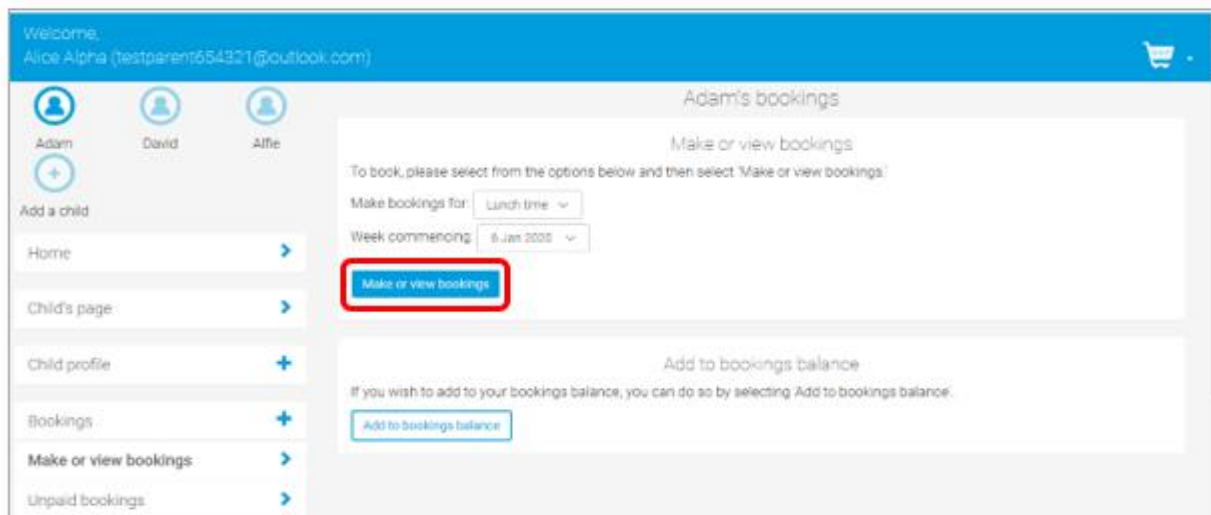 Welcome,
Alice Alpha (testparent654321@outlook.com)
Adam
David
Alfie
Add a child
Home
Child's page
Child profile
Bookings
Make or view bookings
Unpaid bookings
Adam's bookings
Make or view bookings
To book, please select from the options below and then select 'Make or view bookings.'
Make bookings for Lunch time
Week commencing 6 Jan 2020
Make or view bookings
Add to bookings balance
If you wish to add to your bookings balance, you can do so by selecting 'Add to bookings balance'.
Add to bookings balance